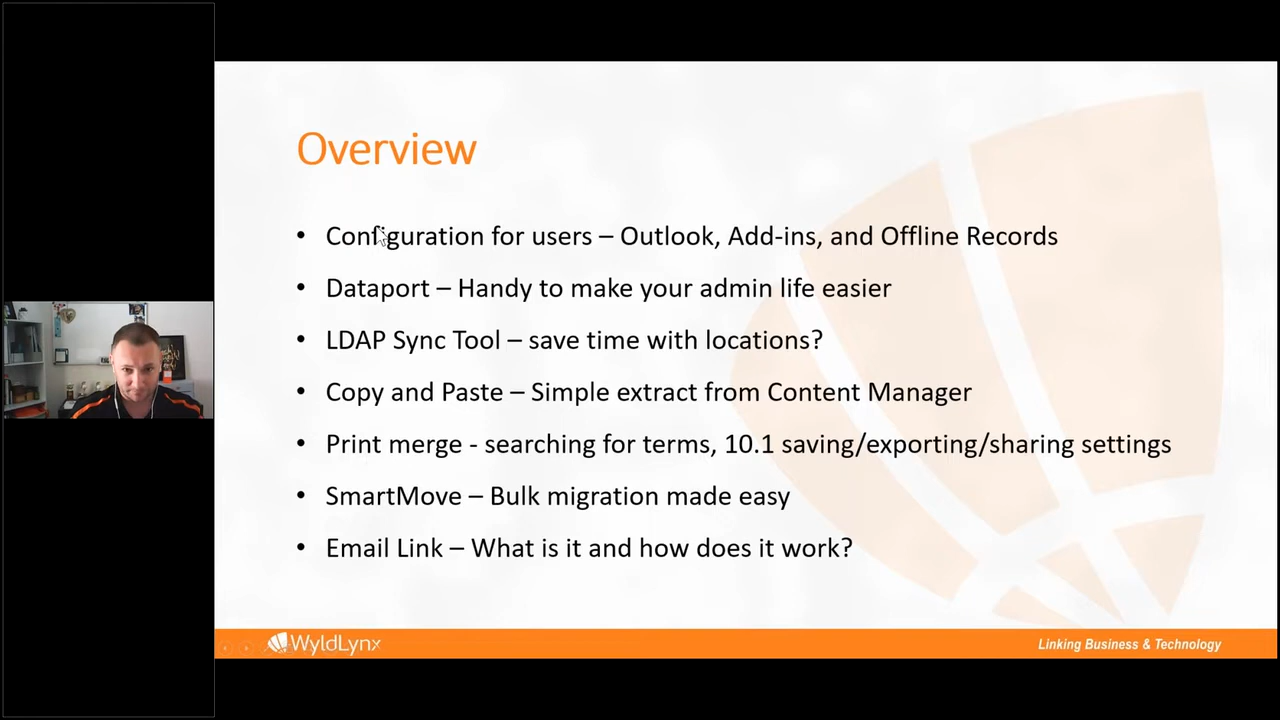 Overview
• Configuration for users – Outlook, Add-ins, and Offline Records
• Dataport – Handy to make your admin life easier
• LDAP Sync Tool – save time with locations?
• Copy and Paste – Simple extract from Content Manager
• Print merge - searching for terms, 10.1 saving/exporting/sharing settings
• SmartMove – Bulk migration made easy
• Email Link – What is it and how does it work?
WyldLynx
Linking Business & Technology